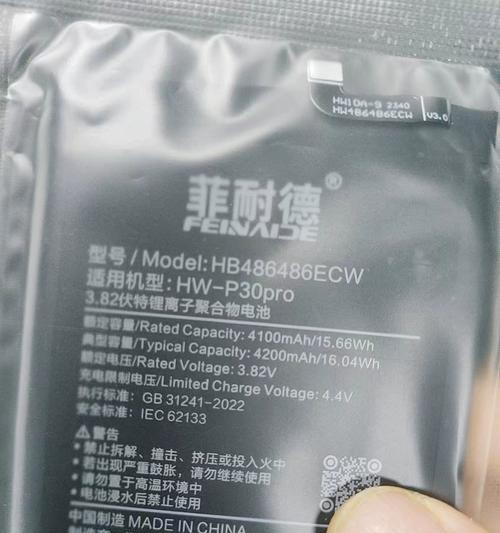 HW10A-S 2340
HW486486ECW
V3.0
菲耐德®
FEINAIDE
型号/Model:HB486486ECW
适用机型: HW-P30pro
3.82伏特锂离子聚合物电池
额定容量/Rated Capacity: 4100mAh/15.66Wh
典型容量/Typical Capacity: 4200mAh/16.04Wh
额定电压/Rated Voltage: 3.82V
充电限制电压/Limited Charge Voltage: 4.4V
执行标准: GB 31241-2022
安全标准: IEC 62133
警告
• 禁止拆解、撞击、挤压或投入火中
• 若出现严重鼓胀，请勿继续使用
• 请勿置于高温环境中
• 电池浸水后禁止使用
中国制造 MADE IN CHINA